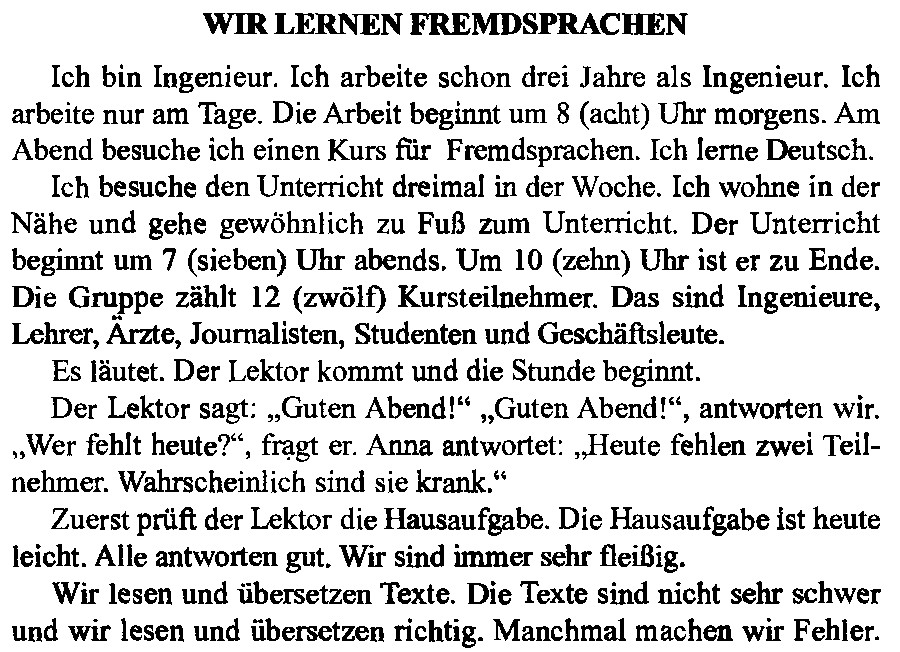 WIR LERNEN FREMDSPRACHEN
Ich bin Ingenieur. Ich arbeite schon drei Jahre als Ingenieur. Ich
arbeite nur am Tage. Die Arbeit beginnt um 8 (acht) Uhr morgens. Am
Abend besuche ich einen Kurs für Fremdsprachen. Ich lerne Deutsch.
Ich besuche den Unterricht dreimal in der Woche. Ich wohne in der
Nähe und gehe gewöhnlich zu Fuß zum Unterricht. Der Unterricht
beginnt um 7 (sieben) Uhr abends. Um 10 (zehn) Uhr ist er zu Ende.
Die Gruppe zählt 12 (zwölf) Kursteilnehmer. Das sind Ingenieure,
Lehrer, Ärzte, Journalisten, Studenten und Geschäftsleute.
Es läutet. Der Lektor kommt und die Stunde beginnt.
Der Lektor sagt: „Guten Abend!“ „Guten Abend!“, antworten wir.
„Wer fehlt heute?“, fragt er. Anna antwortet: „Heute fehlen zwei Teil-
nehmer. Wahrscheinlich sind sie krank.“
Zuerst prüft der Lektor die Hausaufgabe. Die Hausaufgabe ist heute
leicht. Alle antworten gut. Wir sind immer sehr fleißig.
Wir lesen und übersetzen Texte. Die Texte sind nicht sehr schwer
und wir lesen und übersetzen richtig. Manchmal machen wir Fehler.